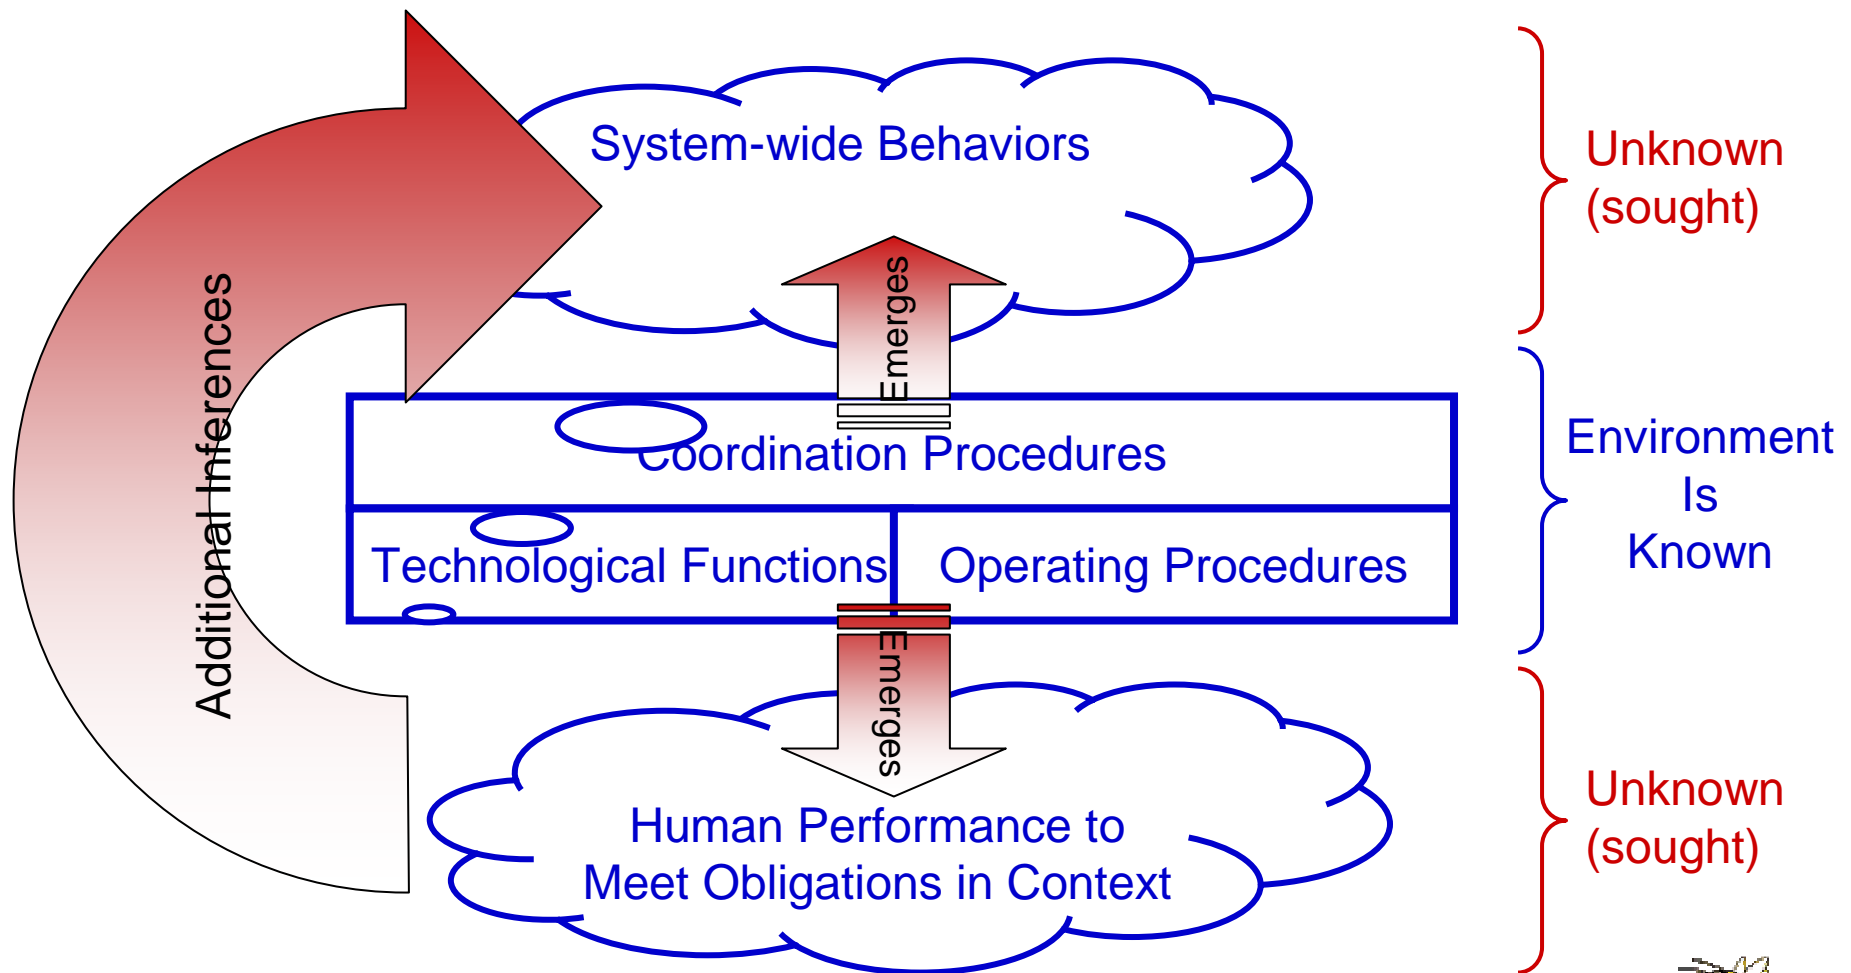 System-wide Behaviors
Unknown
(sought)
Emerges
Additional Inferences
Coordination Procedures
Technological Functions
Operating Procedures
Environment
Is
Known
Emerges
Human Performance to
Meet Obligations in Context
Unknown
(sought)